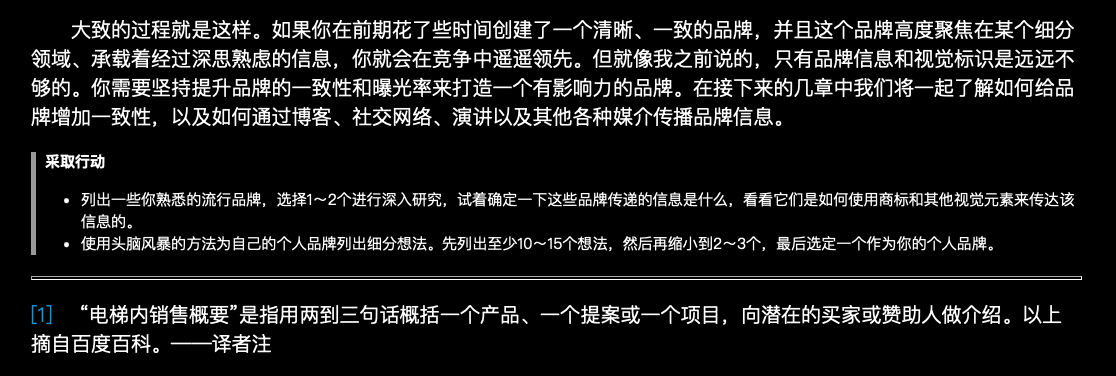 大致的过程就是这样。如果你在前期花了些时间创建了一个清晰、一致的品牌，并且这个品牌高度聚焦在某个细分
领域、承载着经过深思熟虑的信息，你就会在竞争中遥遥领先。但就像我之前说的，只有品牌信息和视觉标识是远远不
够的。你需要坚持提升品牌的一致性和曝光率来打造一个有影响力的品牌。在接下来的几章中我们将一起了解如何给品
牌增加一致性，以及如何通过博客、社交网络、演讲以及其他各种媒介传播品牌信息。
采取行动
• 列出一些你熟悉的流行品牌，选择1～2个进行深入研究，试着确定一下这些品牌传递的信息是什么，看看它们是如何使用商标和其他视觉元素来传达该
信息的。
• 使用头脑风暴的方法为自己的个人品牌列出细分想法。先列出至少10～15个想法，然后再缩小到2～3个，最后选定一个作为你的个人品牌。
[1] “电梯内销售概要”是指用两到三句话概括一个产品、一个提案或一个项目，向潜在的买家或赞助人做介绍。以上
摘自百度百科。——译者注